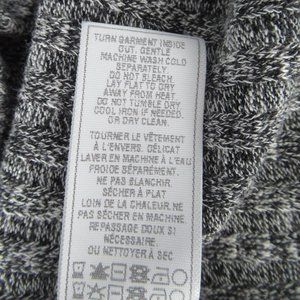 TURN GARMENT INSIDE
OUT. GENTLE
MACHINE WASH COLD
SEPARATELY.
DO NOT BLEACH.
LAY FLAT TO DRY
AWAY FROM HEAT
DO NOT TUMBLE DRY
COOL IRON IF NEEDED
OR DRY CLEAN.
TOURNER LE VÊTEMENT
À L'ENVERS. DÉLICAT
LAVER EN MACHINE À L'EAU
FROIDE SÉPARÉMENT.
NE PAS BLANCHIR.
SÉCHER À PLAT
LOIN DE LA CHALEUR. NE
PAS SÉCHER EN MACHINE.
REPASSAGE DOUX SI
NÉCESSAIRE.
OU NETTOYER À SEC